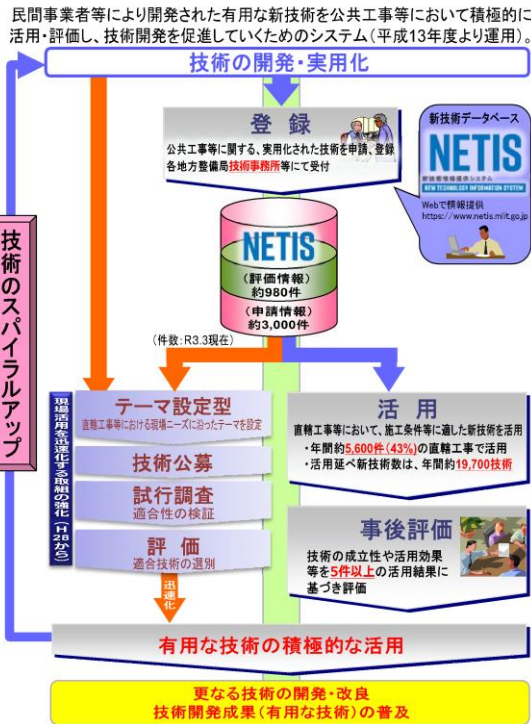 民間事業者等により開発された有用な新技術を公共工事等において積極的に
活用・評価し、技術開発を促進していくためのシステム(平成13年度より運用)。
技術の開発・実用化
登 録
公共工事等に関する、実用化された技術を申請、登録
各地方整備局技術事務所等にて受付
新技術データベース
NETIS
新技術情報提供システム
NEW TECHNOLOGY INFORMATION SYSTEM
Webで情報提供
https://www.netis.mlit.go.jp
NETIS
(評価情報)
約980件
(申請情報)
約3,000件
(件数:R3.3現在)
技術のスパイラルアップ
現場活用を迅速化する取組の強化(H28から)
テーマ設定型
直轄工事等における現場ニーズに沿ったテーマを設定
技術公募
試行調査
適合性の検証
評 価
適合技術の選別
迅速化
活 用
直轄工事等において、施工条件等に適した新技術を活用
・年間約5,600件(43%)の直轄工事で活用
・活用延べ新技術数は、年間約19,700技術
事後評価
技術の成立性や活用効果
等を5件以上の活用結果に
基づき評価
有用な技術の積極的な活用
更なる技術の開発・改良
技術開発成果(有用な技術)の普及